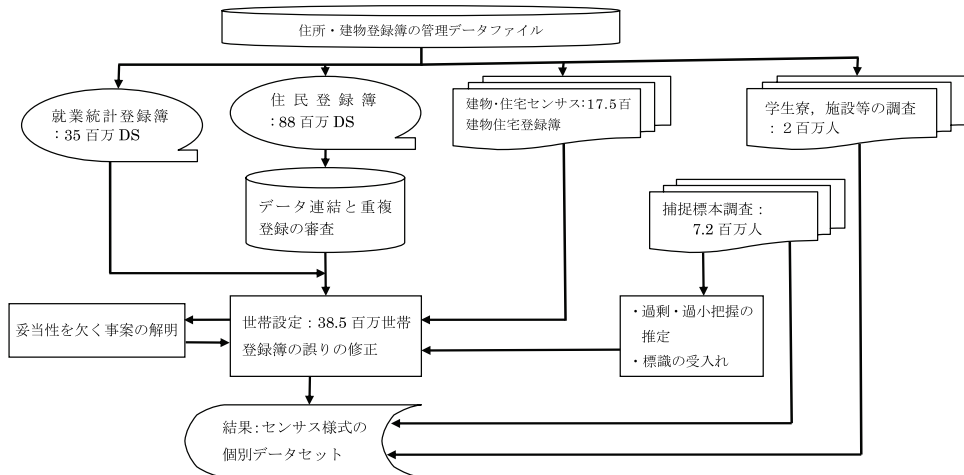 住所・建物登録簿の管理データファイル
就業統計登録簿
：35 百万 DS
住 民 登 録 簿
：88 百万 DS
建物・住宅センサス：17.5百
建物住宅登録簿
学生寮，施設等の調査
：２百万人
データ連結と重複
登録の審査
捕捉標本調査：
7.2 百万人
妥当性を欠く事案の解明
世帯設定：38.5 百万世帯
登録簿の誤りの修正
・過剰・過小把握の
推定
・標識の受入れ
結果：センサス様式の
個別データセット